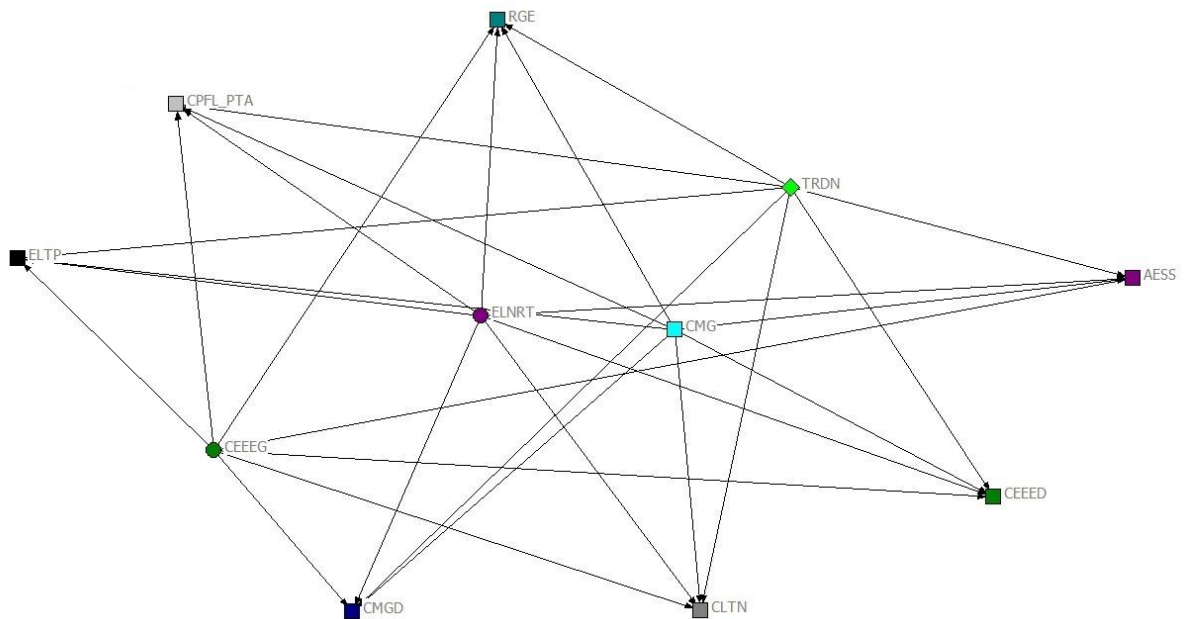 RGE
CPFL_PTA
TRDN
ELTP
AESS
ELNRT
CMG
CEEEG
CEEED
CMGD
CLTN